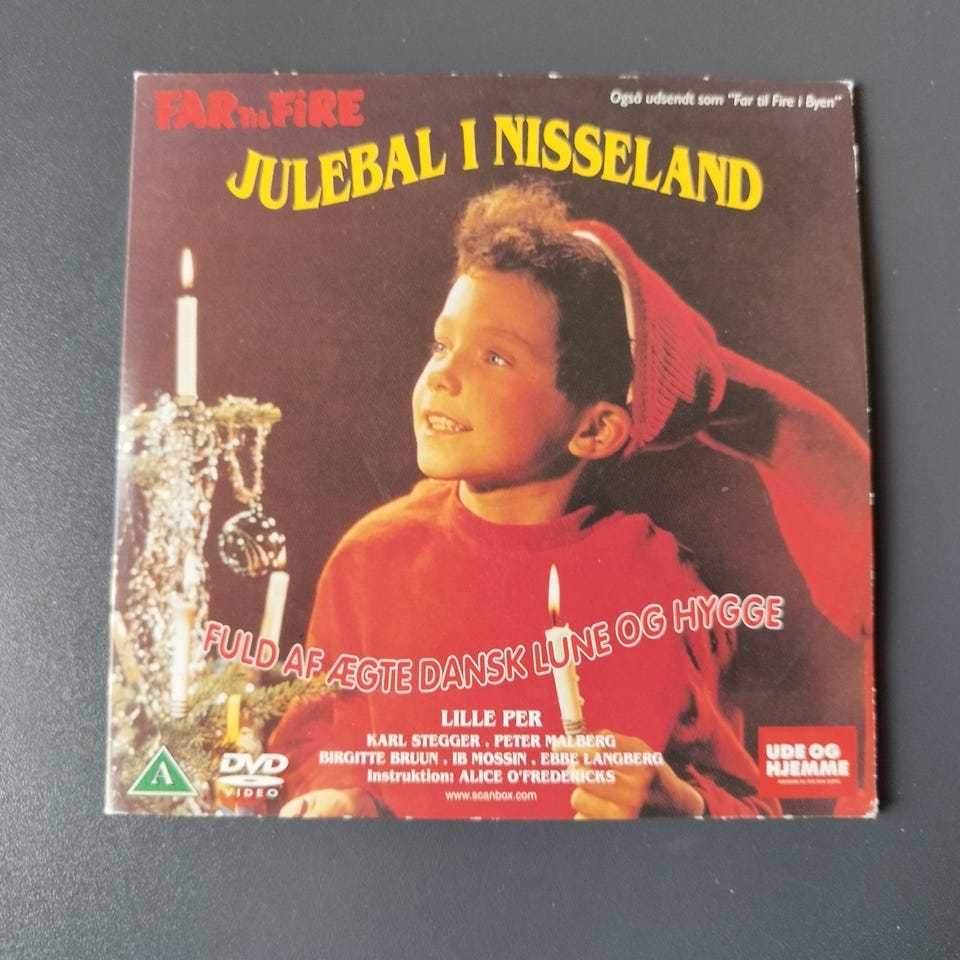 FAR TIL FIRE
Også udsendt som "Far til Fire i Byen"
JULEBAL I NISSELAND
FULD AF ÆGTE DANSK LUNE OG HYGGE
LILLE PER
KARL STEGGER . PETER MALBERG
BIRGITTE BRUUN . IB MOSSIN . EBBE LANGBERG
Instruktion: ALICE O'FREDERICKS
www.scanbox.com
A
DVD
VIDEO
UDE OG
HJEMME